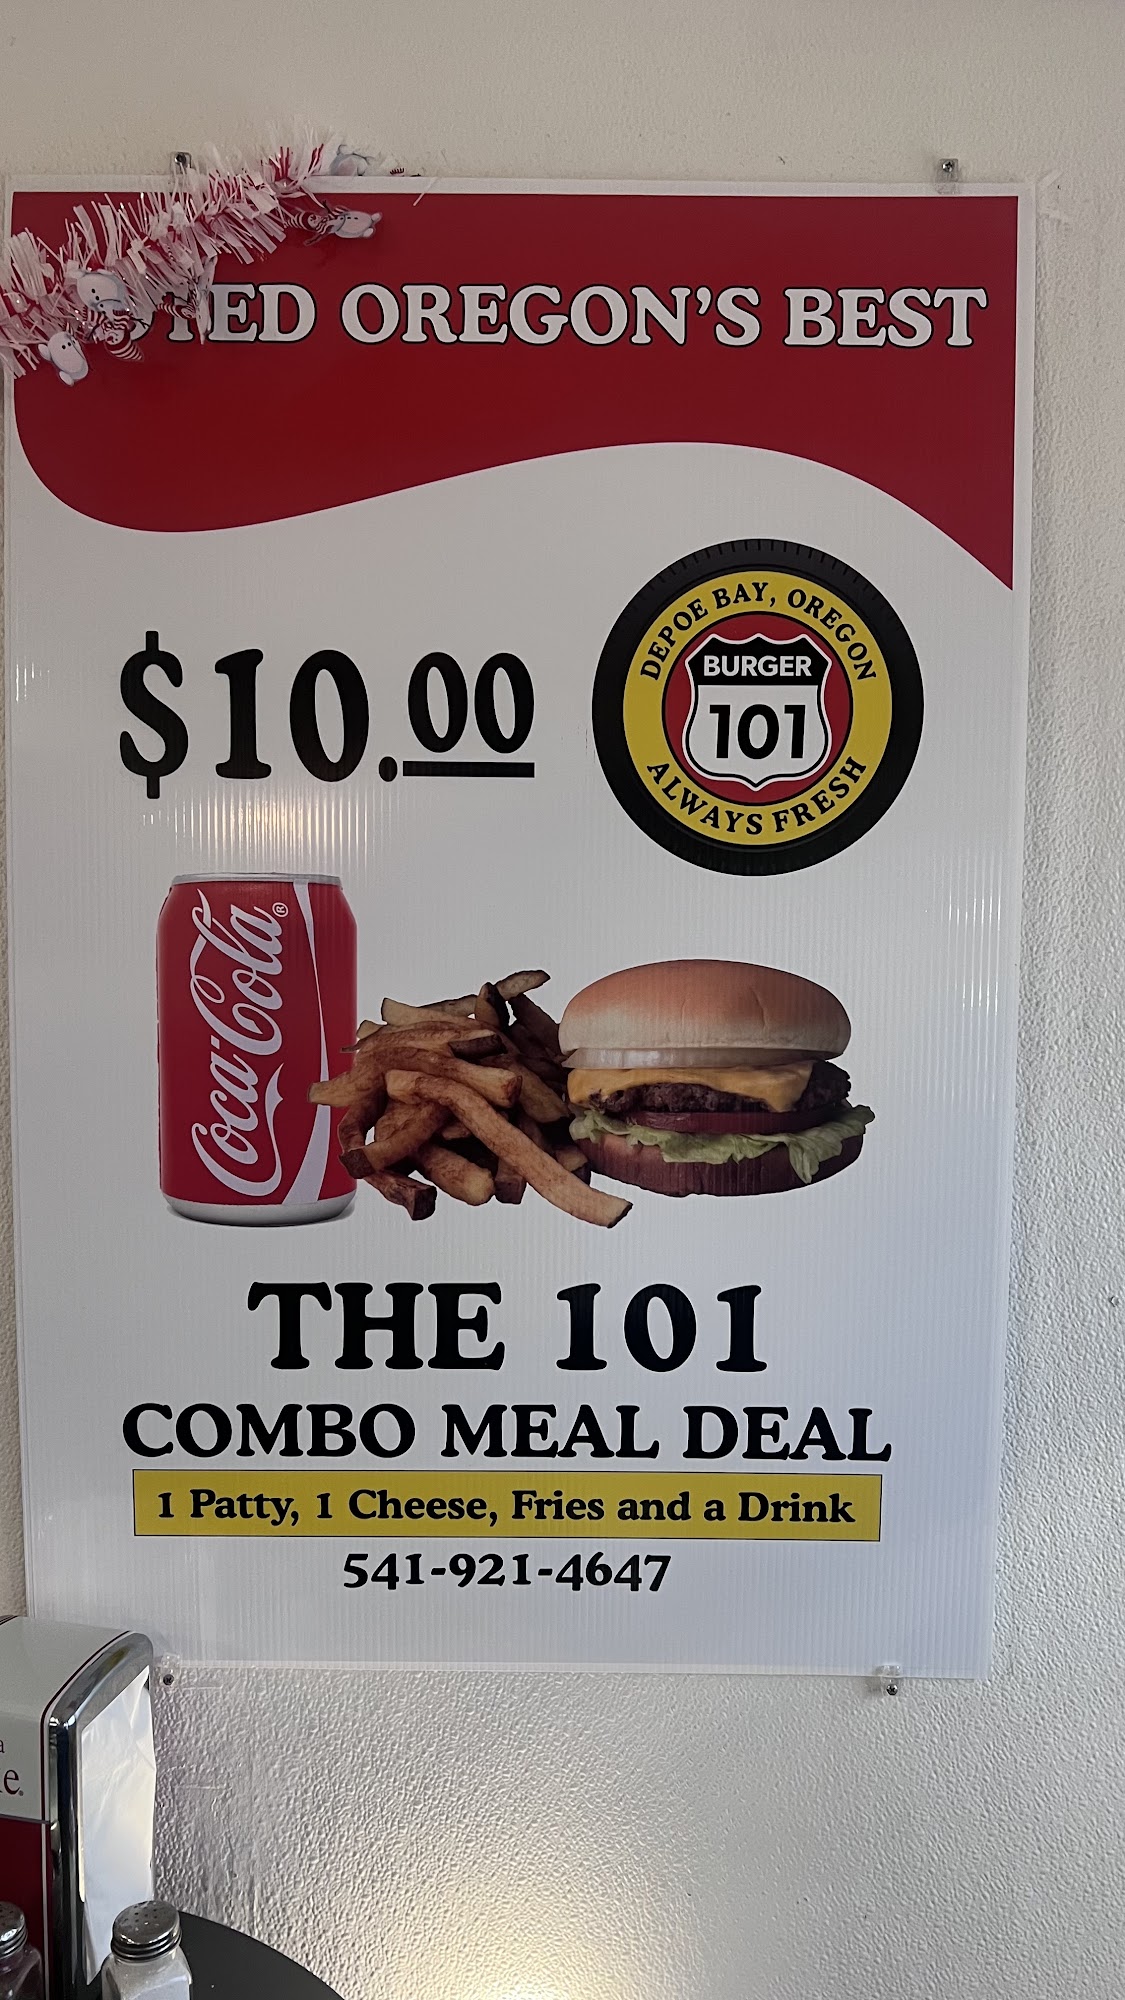 OREGON'S BEST
$10.00
DEPOE BAY, OREGON
BURGER
101
ALWAYS FRESH
Coca-Cola®
THE 101
COMBO MEAL DEAL
1 Patty, 1 Cheese, Fries and a Drink
541-921-4647